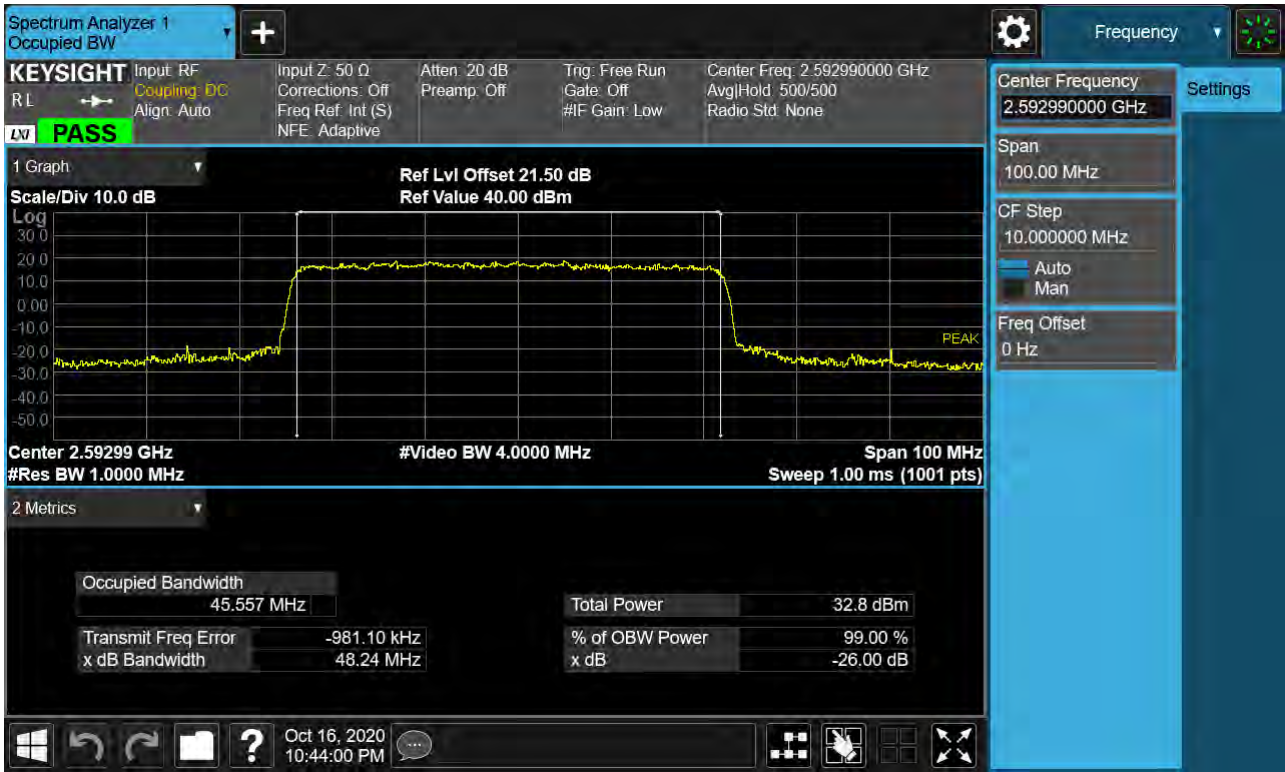 Spectrum Analyzer 1
Occupied BW
+
Frequency
KEYSIGHT
R L
LXI PASS
Input: RF
Coupling: DC
Align: Auto
Input Z: 50 Ω
Corrections: Off
Freq Ref: Int (S)
NFE: Adaptive
Atten: 20 dB
Preamp: Off
Trig: Free Run
Gate: Off
#IF Gain: Low
Center Freq: 2.592990000 GHz
Avg|Hold: 500/500
Radio Std: None
Center Frequency
2.592990000 GHz
Settings
Span
100.00 MHz
CF Step
10.000000 MHz
Auto
Man
Freq Offset
0 Hz
1 Graph
Scale/Div 10.0 dB
Ref Lvl Offset 21.50 dB
Ref Value 40.00 dBm
Log
30.0
20.0
10.0
0.00
-10.0
-20.0
-30.0
-40.0
-50.0
PEAK
Center 2.59299 GHz
#Video BW 4.0000 MHz
Span 100 MHz
#Res BW 1.0000 MHz
Sweep 1.00 ms (1001 pts)
2 Metrics
Occupied Bandwidth
45.557 MHz
Total Power 32.8 dBm
Transmit Freq Error -981.10 kHz
% of OBW Power 99.00 %
x dB Bandwidth 48.24 MHz
x dB -26.00 dB
?
Oct 16, 2020
10:44:00 PM